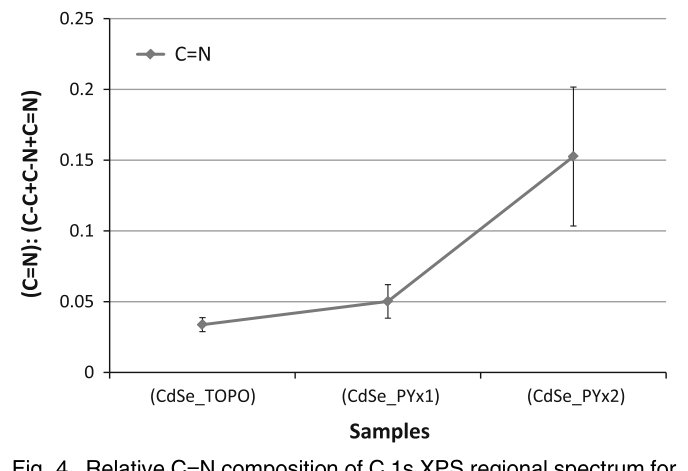 0.25
C=N
0.2
0.15
0.1
0.05
0
(C=N): (C-C+C-N+C=N)
(CdSe_TOPO) (CdSe_PYx1) (CdSe_PYx2)
Samples
Fig. 4. Relative C=N composition of C 1s XPS regional spectrum for